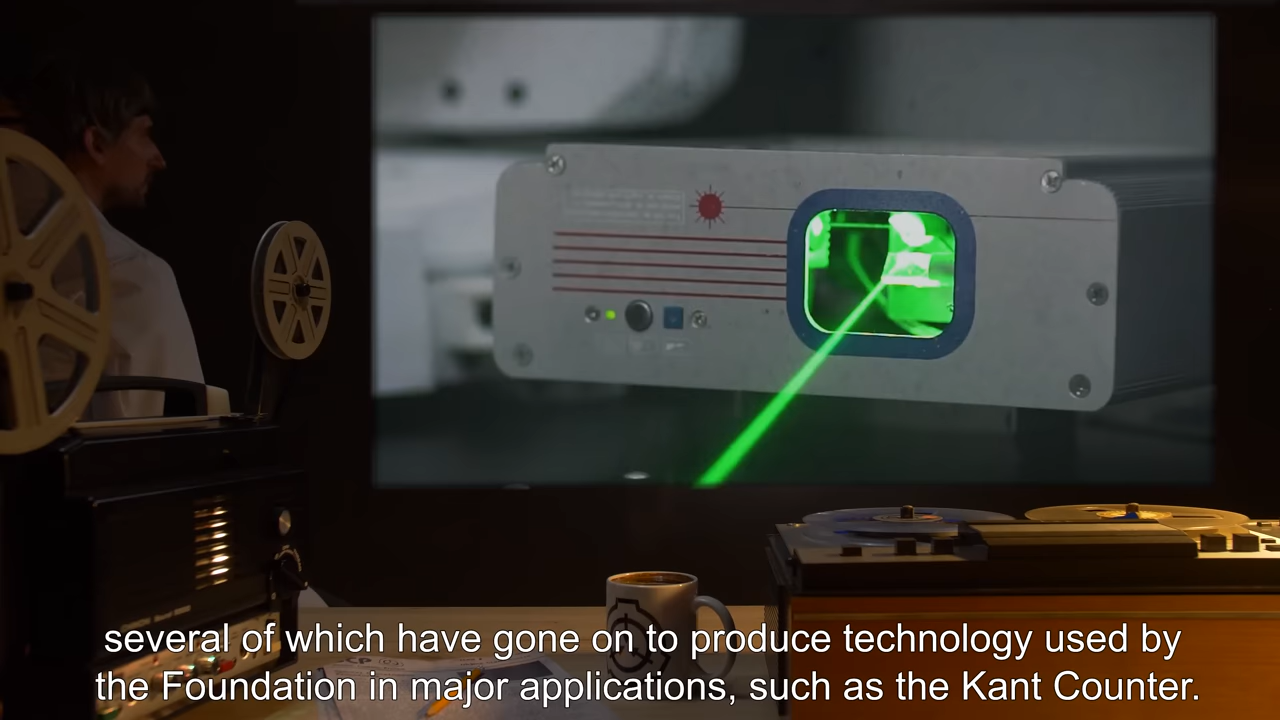 several of which have gone on to produce technology used by
the Foundation in major applications, such as the Kant Counter.